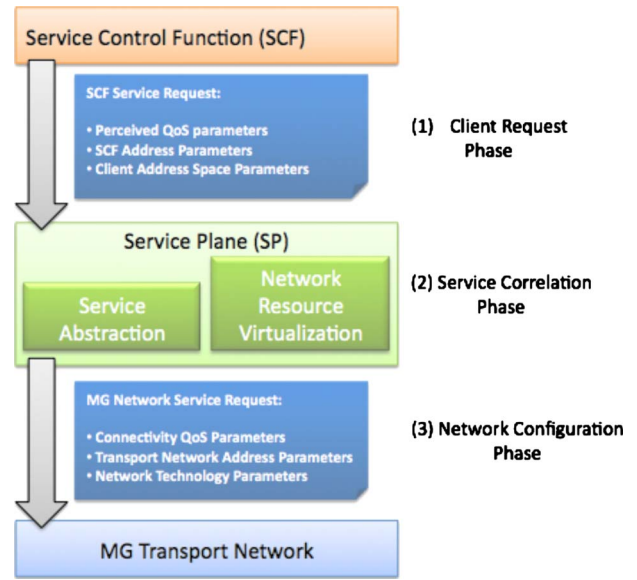 Service Control Function (SCF)
SCF Service Request:
• Perceived QoS parameters
• SCF Address Parameters
• Client Address Space Parameters
(1) Client Request
Phase
Service Plane (SP)
Service
Abstraction
Network
Resource
Virtualization
(2) Service Correlation
Phase
MG Network Service Request:
• Connectivity QoS Parameters
• Transport Network Address Parameters
• Network Technology Parameters
(3) Network Configuration
Phase
MG Transport Network